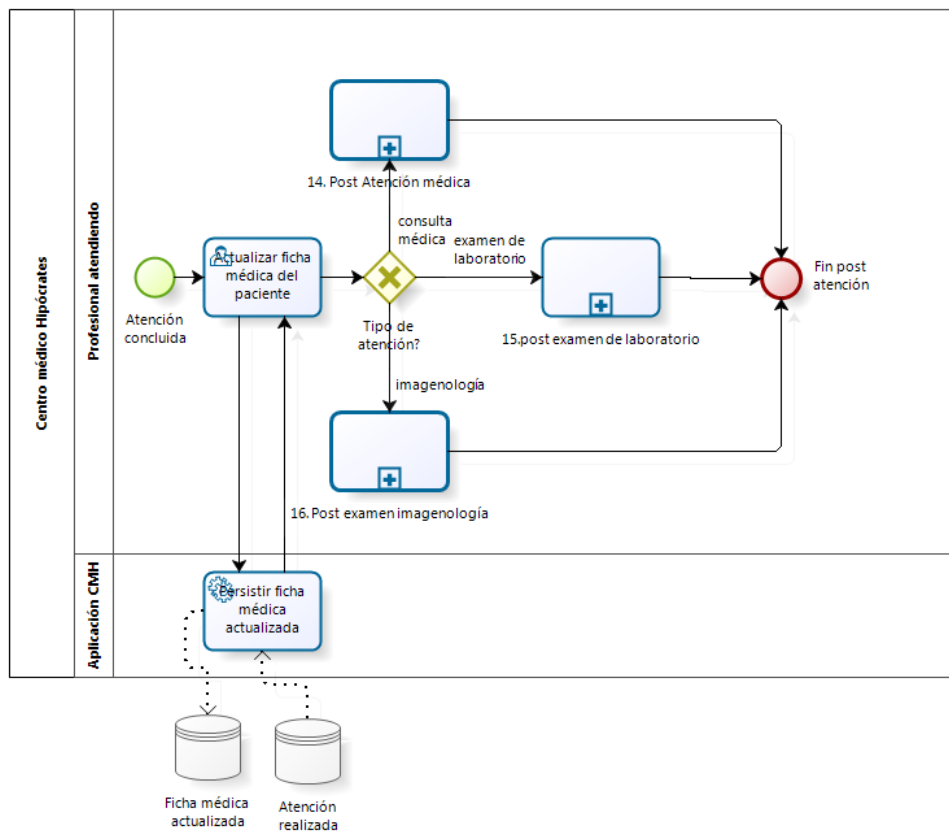 Centro médico Hipócrates
Profesional atendiendo
14. Post Atención médica
consulta
médica
examen de
laboratorio
Actualizar ficha
médica del
paciente
Atención
concluida
Tipo de
atención?
15.post examen de laboratorio
Fin post
atención
imagenología
16. Post examen imagenología
Aplicación CMH
Persistir ficha
médica
actualizada
Ficha médica
actualizada
Atención
realizada